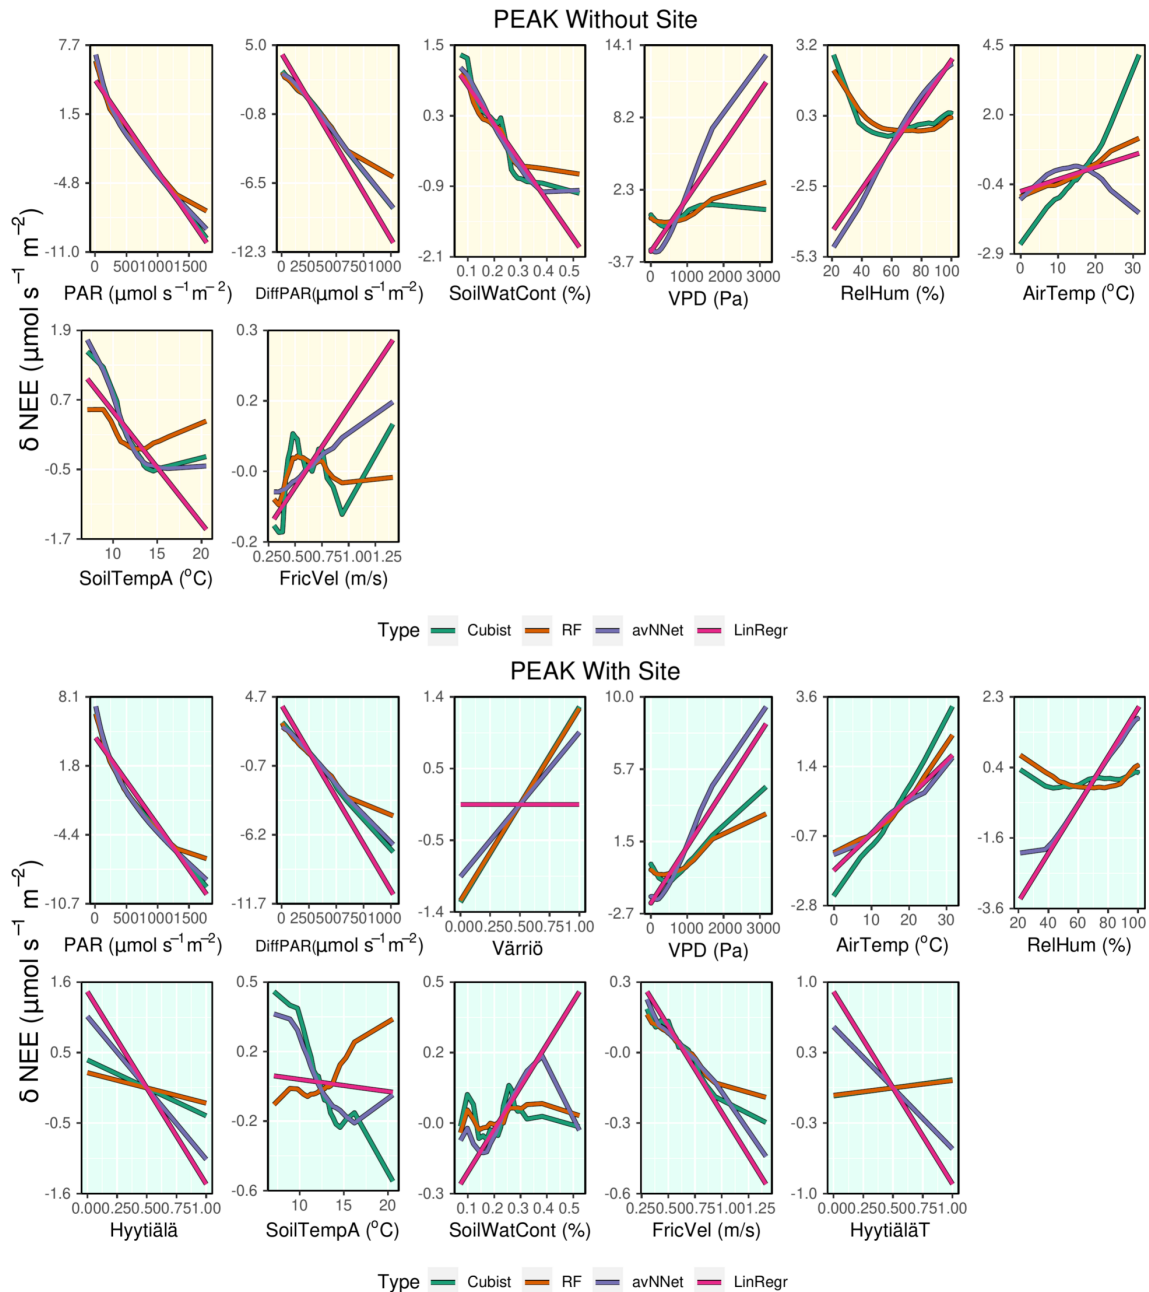 PEAK Without Site
δ NEE (μmol s⁻¹ m⁻²)
7.7 1.5 -4.8 -11.0
0 50010001500
PAR (μmol s⁻¹m⁻²)
5.0 -0.8 -6.5 -12.3
0 2505007501000
DiffPAR(μmol s⁻¹m⁻²)
1.5 0.3 -0.9 -2.1
0.1 0.2 0.3 0.4 0.5
SoilWatCont (%)
14.1 8.2 2.3 -3.7
0 1000 2000 3000
VPD (Pa)
3.2 0.3 -2.5 -5.3
20 40 60 80 100
RelHum (%)
4.5 2.0 -0.4 -2.9
0 10 20 30
AirTemp (°C)
1.9 0.7 -0.5 -1.7
10 15 20
SoilTempA (°C)
0.3 0.2 -0.0 -0.2
0.250.500.751.001.25
FricVel (m/s)
Type Cubist RF avNNet LinRegr
PEAK With Site
δ NEE (μmol s⁻¹ m⁻²)
8.1 1.8 -4.4 -10.7
0 50010001500
PAR (μmol s⁻¹m⁻²)
4.7 -0.7 -6.2 -11.7
0 2505007501000
DiffPAR(μmol s⁻¹m⁻²)
1.4 0.5 -0.5 -1.4
0.000.250.500.751.00
Värriö
10.0 5.7 1.5 -2.7
0 1000 2000 3000
VPD (Pa)
3.6 1.4 -0.7 -2.8
0 10 20 30
AirTemp (°C)
2.3 0.4 -1.6 -3.6
20 40 60 80 100
RelHum (%)
1.6 0.5 -0.5 -1.6
0.000.250.500.751.00
Hyytiälä
0.5 0.2 -0.2 -0.6
10 15 20
SoilTempA (°C)
0.5 0.2 -0.0 -0.3
0.1 0.2 0.3 0.4 0.5
SoilWatCont (%)
0.3 -0.0 -0.3 -0.6
0.250.500.751.001.25
FricVel (m/s)
1.0 0.3 -0.3 -1.0
0.000.250.500.751.00
HyytiäläT
Type Cubist RF avNNet LinRegr